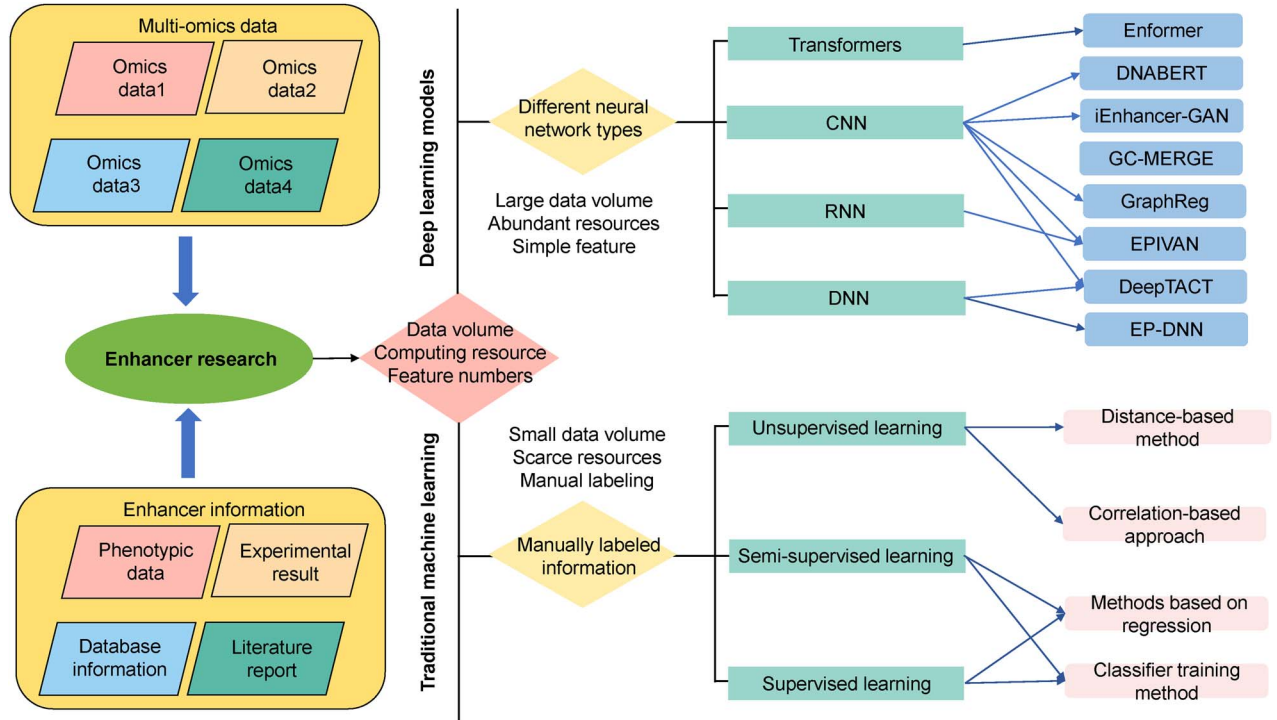 Multi-omics data
Omics
data1
Omics
data2
Omics
data3
Omics
data4
Enhancer research
Enhancer information
Phenotypic
data
Experimental
result
Database
information
Literature
report
Data volume
Computing resource
Feature numbers
Deep learning models
Different neural
network types
Large data volume
Abundant resources
Simple feature
Transformers
CNN
RNN
DNN
Enformer
DNABERT
iEnhancer-GAN
GC-MERGE
GraphReg
EPIVAN
DeepTACT
EP-DNN
Traditional machine learning
Small data volume
Scarce resources
Manual labeling
Manually labeled
information
Unsupervised learning
Semi-supervised learning
Supervised learning
Distance-based
method
Correlation-based
approach
Methods based on
regression
Classifier training
method